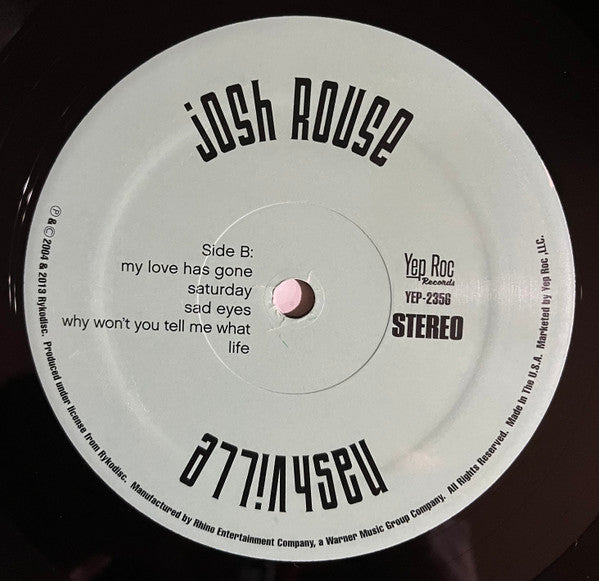 josh Rouse
Side B:
my love has gone
saturday
sad eyes
why won't you tell me what
life
Yep Roc
Records
YEP-2356
STEREO
nashville
℗ & © 2004 & 2013 Rykodisc. Produced under license from Rykodisc. Manufactured by Rhino Entertainment Company, a Warner Music Group Company. All Rights Reserved. Made In The U.S.A. Marketed by Yep Roc ,LLC.